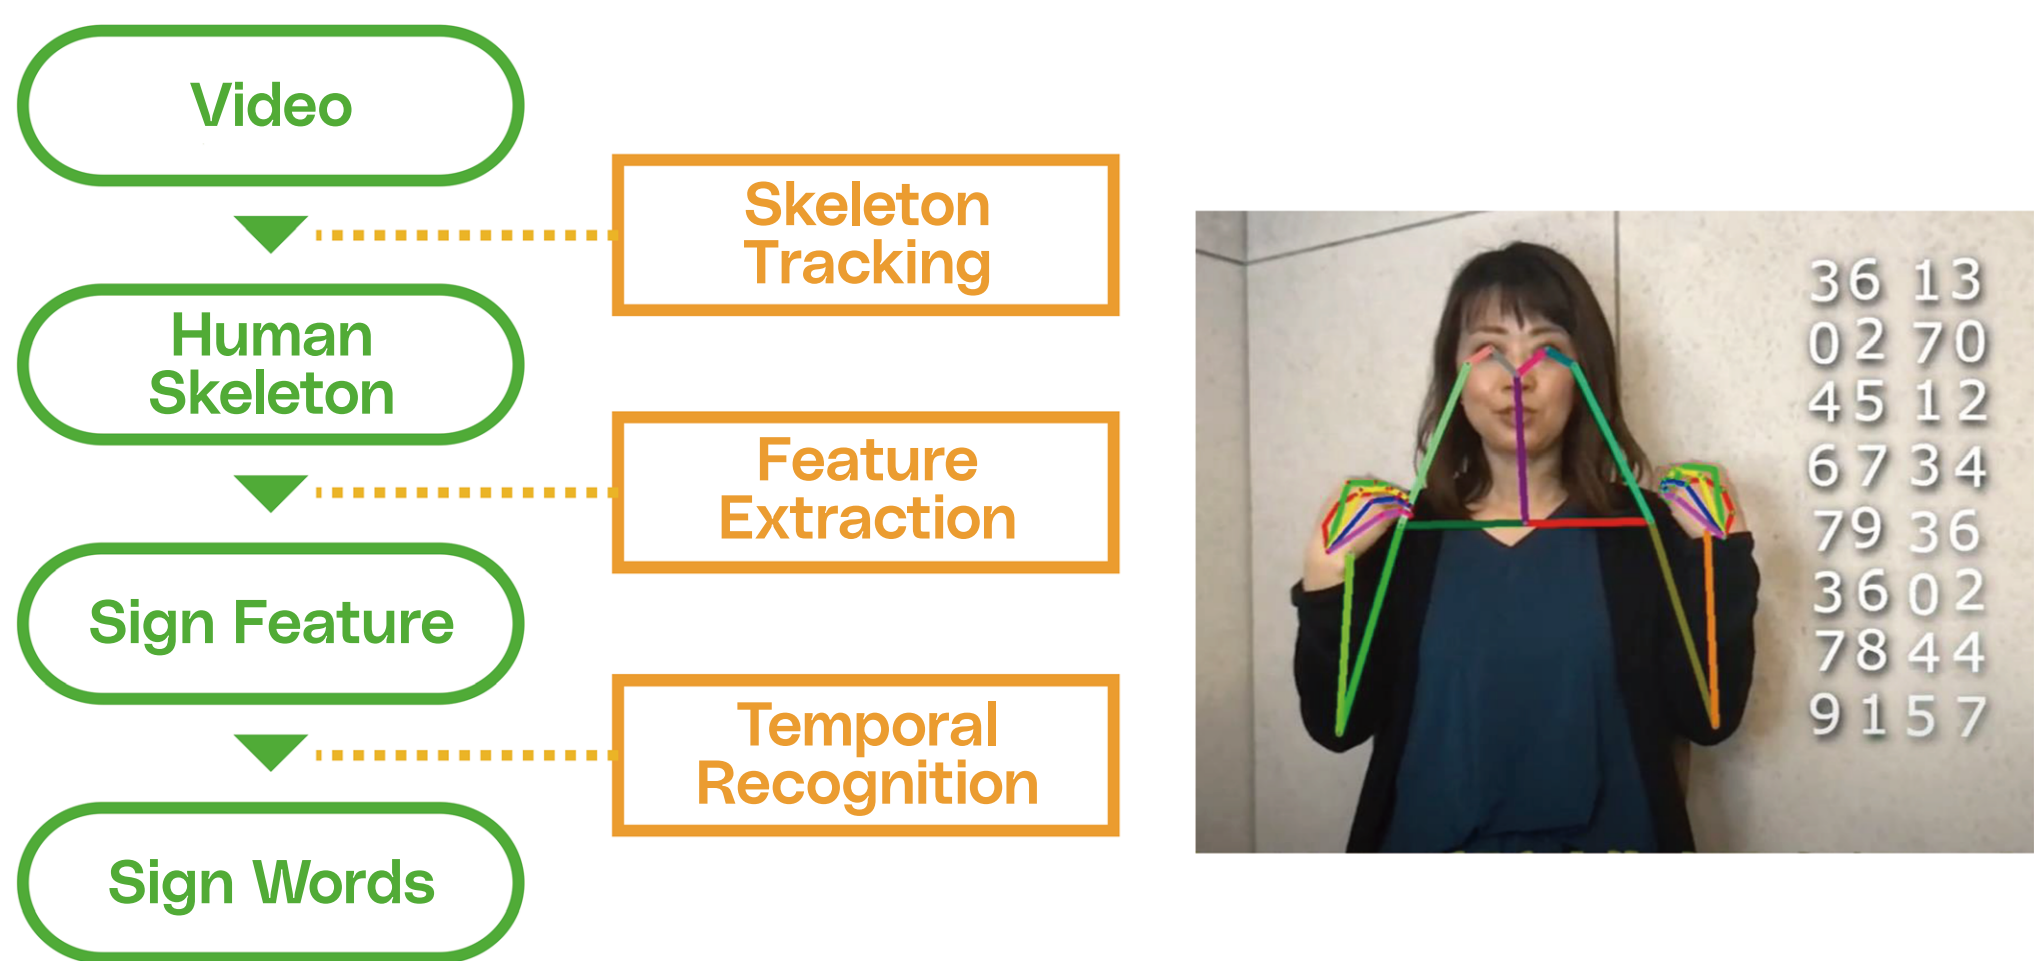 Video
Skeleton
Tracking
Human
Skeleton
Feature
Extraction
Sign Feature
Temporal
Recognition
Sign Words
36 13
02 70
45 12
67 34
79 36
36 02
78 44
91 57